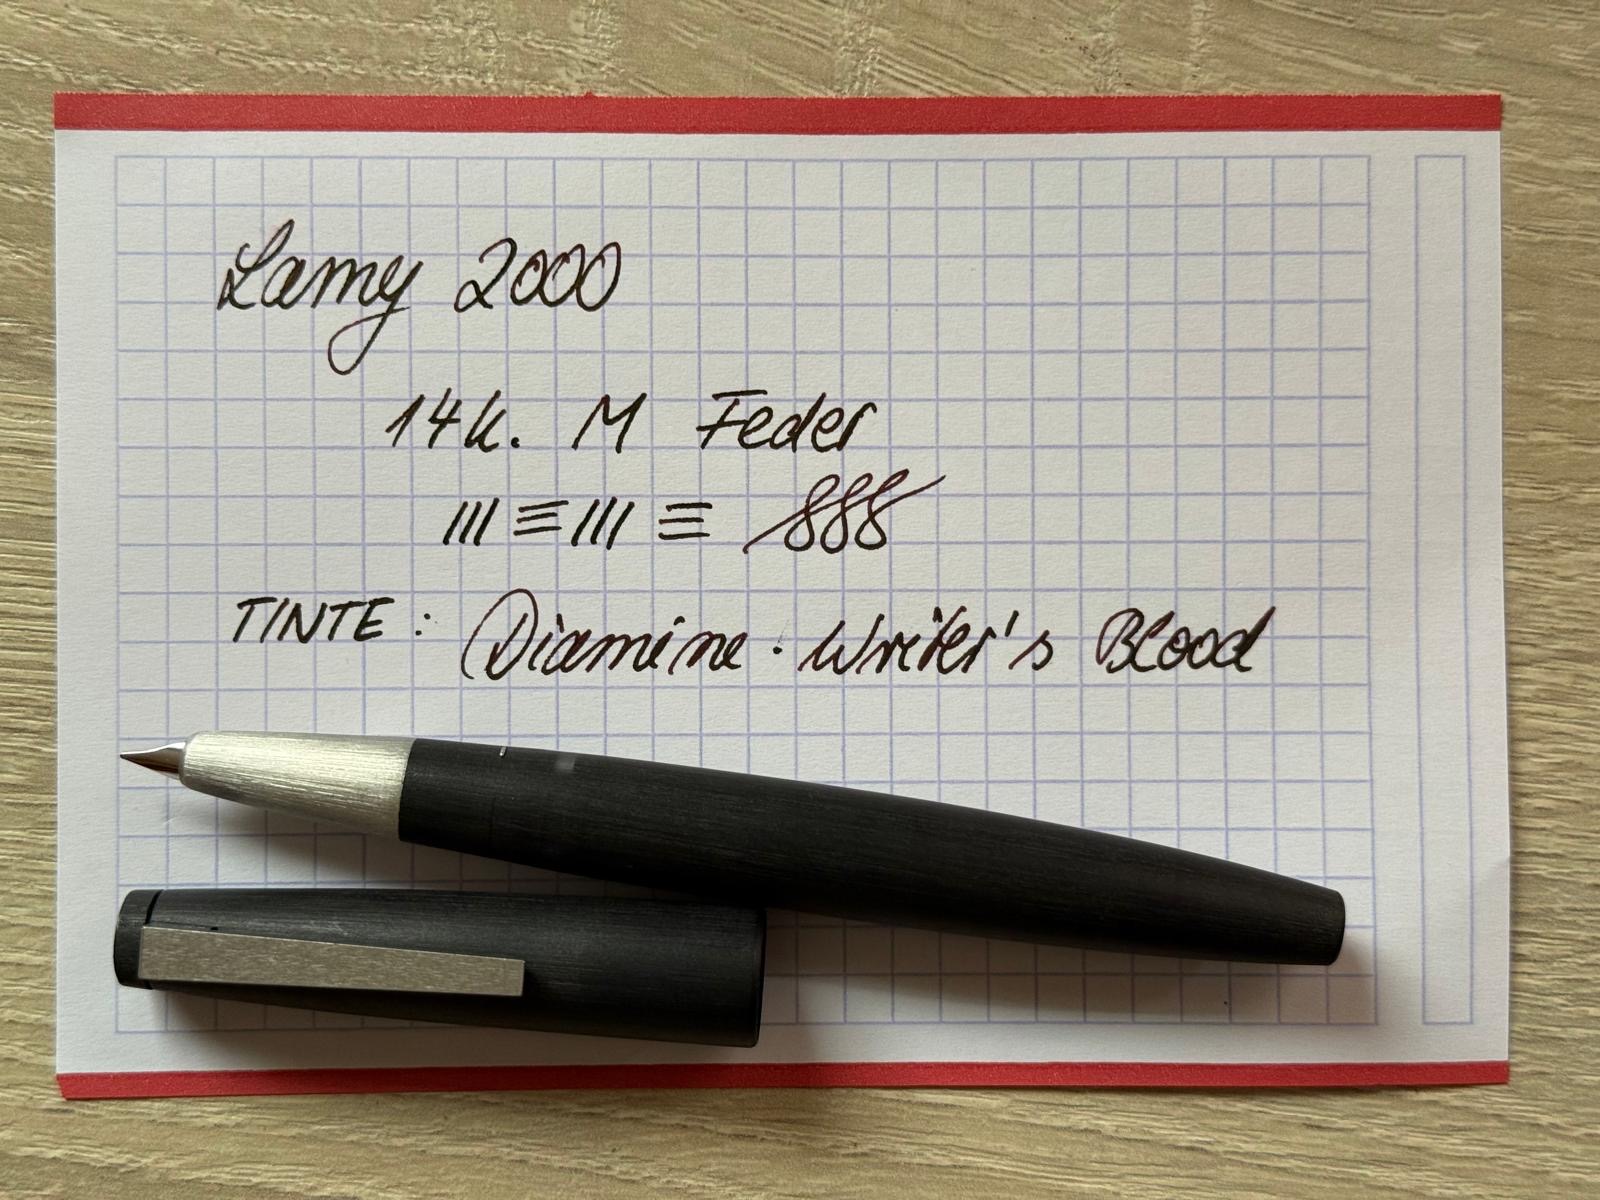 Lamy 2000
14k. M Feder
||| ≡ ||| ≡ 888
TINTE: Diamine · Writer's Blood